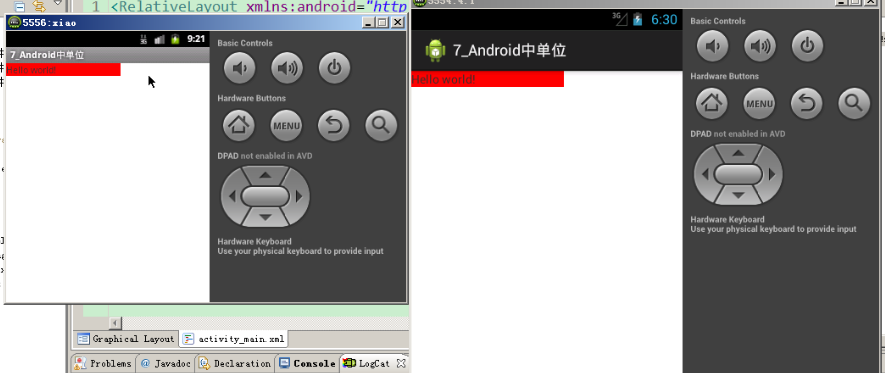 1 <RelativeLayout xmlns:android="http
5556:xiao
9:21
7_Android中单位
Hello world!
Basic Controls
Hardware Buttons
MENU
DPAD not enabled in AVD
Hardware Keyboard
Use your physical keyboard to provide input
3G 6:30
7_Android中单位
Hello world!
Basic Controls
Hardware Buttons
MENU
DPAD not enabled in AVD
Hardware Keyboard
Use your physical keyboard to provide input
Graphical Layout activity_main.xml
Problems @ Javadoc Declaration Console LogCat